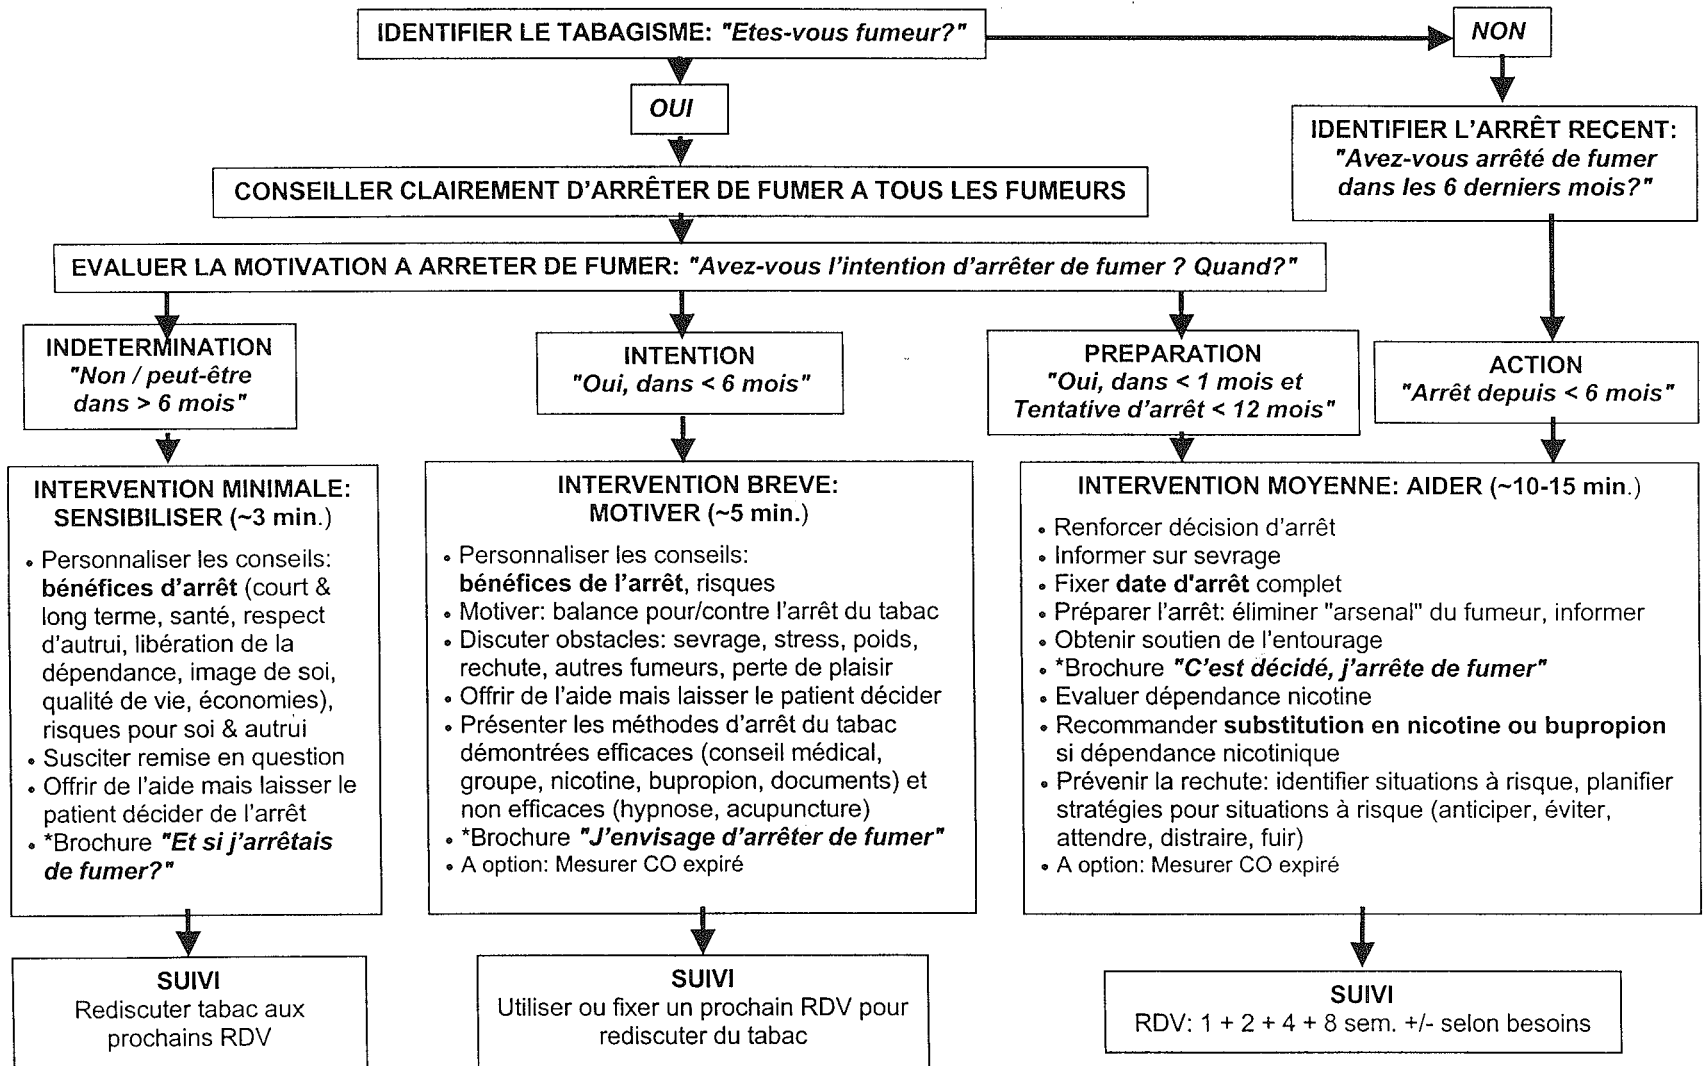 IDENTIFIER LE TABAGISME: "Etes-vous fumeur?"
NON
OUI
IDENTIFIER L'ARRÊT RECENT:
"Avez-vous arrêté de fumer
dans les 6 derniers mois?"
CONSEILLER CLAIREMENT D'ARRÊTER DE FUMER A TOUS LES FUMEURS
EVALUER LA MOTIVATION A ARRETER DE FUMER: "Avez-vous l'intention d'arrêter de fumer ? Quand?"
INDETERMINATION
"Non / peut-être
dans > 6 mois"
INTENTION
"Oui, dans < 6 mois"
PREPARATION
"Oui, dans < 1 mois et
Tentative d'arrêt < 12 mois"
ACTION
"Arrêt depuis < 6 mois"
INTERVENTION MINIMALE:
SENSIBILISER (~3 min.)
• Personnaliser les conseils:
bénéfices d'arrêt (court &
long terme, santé, respect
d'autrui, libération de la
dépendance, image de soi,
qualité de vie, économies),
risques pour soi & autrui
• Susciter remise en question
• Offrir de l'aide mais laisser le
patient décider de l'arrêt
• *Brochure "Et si j'arrêtais
de fumer?"
INTERVENTION BREVE:
MOTIVER (~5 min.)
• Personnaliser les conseils:
bénéfices de l'arrêt, risques
• Motiver: balance pour/contre l'arrêt du tabac
• Discuter obstacles: sevrage, stress, poids,
rechute, autres fumeurs, perte de plaisir
• Offrir de l'aide mais laisser le patient décider
• Présenter les méthodes d'arrêt du tabac
démontrées efficaces (conseil médical,
groupe, nicotine, bupropion, documents) et
non efficaces (hypnose, acupuncture)
• *Brochure "J'envisage d'arrêter de fumer"
• A option: Mesurer CO expiré
INTERVENTION MOYENNE: AIDER (~10-15 min.)
• Renforcer décision d'arrêt
• Informer sur sevrage
• Fixer date d'arrêt complet
• Préparer l'arrêt: éliminer "arsenal" du fumeur, informer
• Obtenir soutien de l'entourage
• *Brochure "C'est décidé, j'arrête de fumer"
• Evaluer dépendance nicotine
• Recommander substitution en nicotine ou bupropion
si dépendance nicotinique
• Prévenir la rechute: identifier situations à risque, planifier
stratégies pour situations à risque (anticiper, éviter,
attendre, distraire, fuir)
• A option: Mesurer CO expiré
SUIVI
Rediscuter tabac aux
prochains RDV
SUIVI
Utiliser ou fixer un prochain RDV pour
rediscuter du tabac
SUIVI
RDV: 1 + 2 + 4 + 8 sem. +/- selon besoins